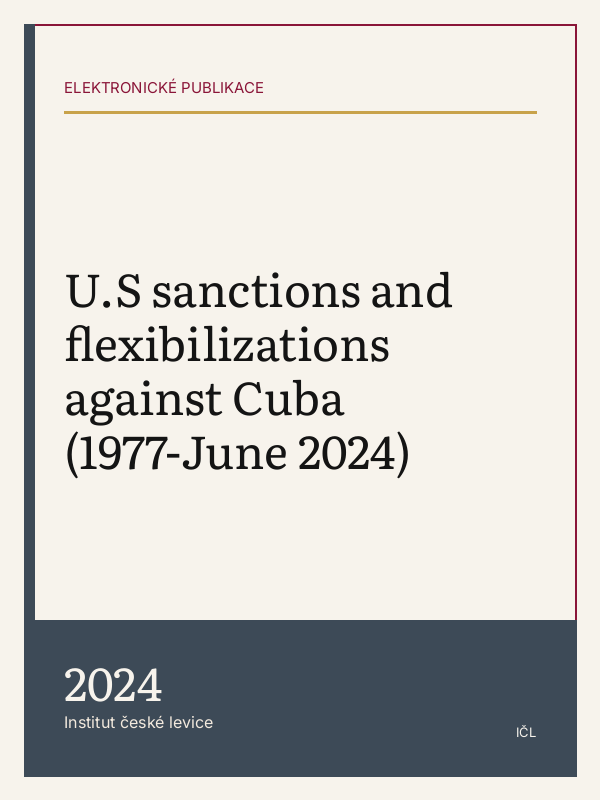 ELEKTRONICKÉ PUBLIKACE
U.S sanctions and
flexibilizations
against Cuba
(1977-June 2024)
2024
Institut české levice
IČL